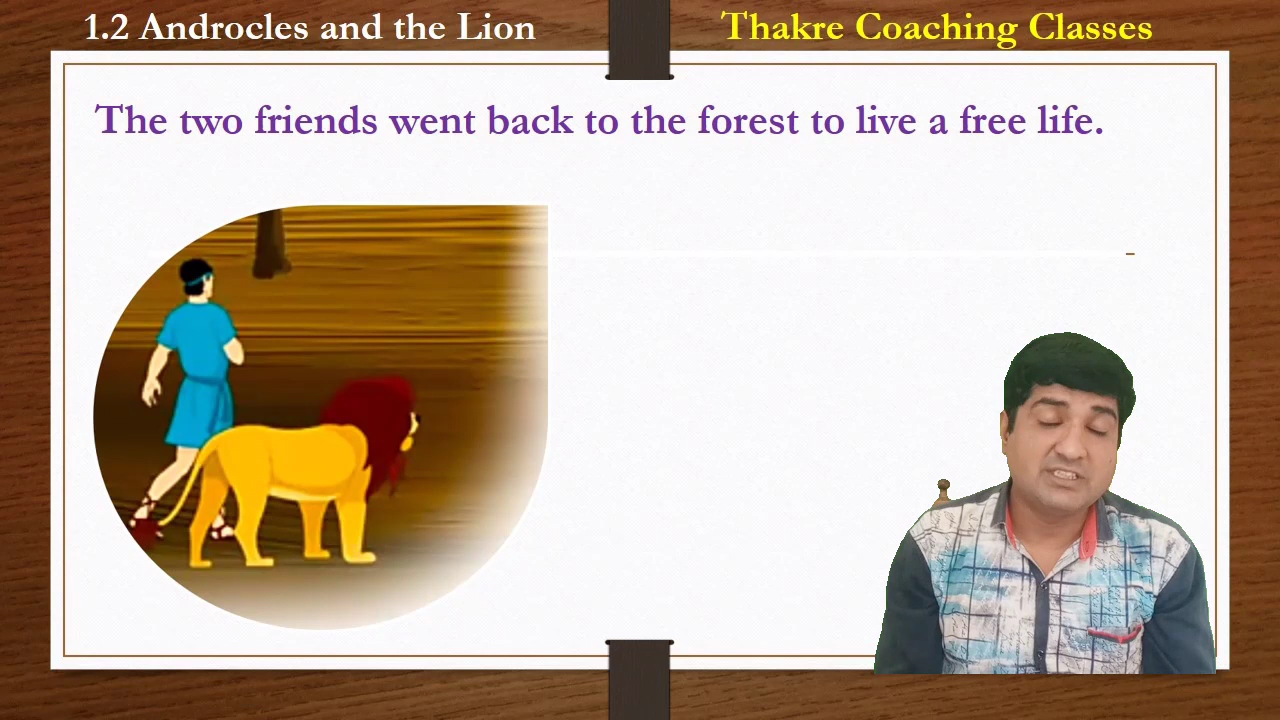 1.2 Androcles and the Lion
Thakre Coaching Classes
The two friends went back to the forest to live a free life.